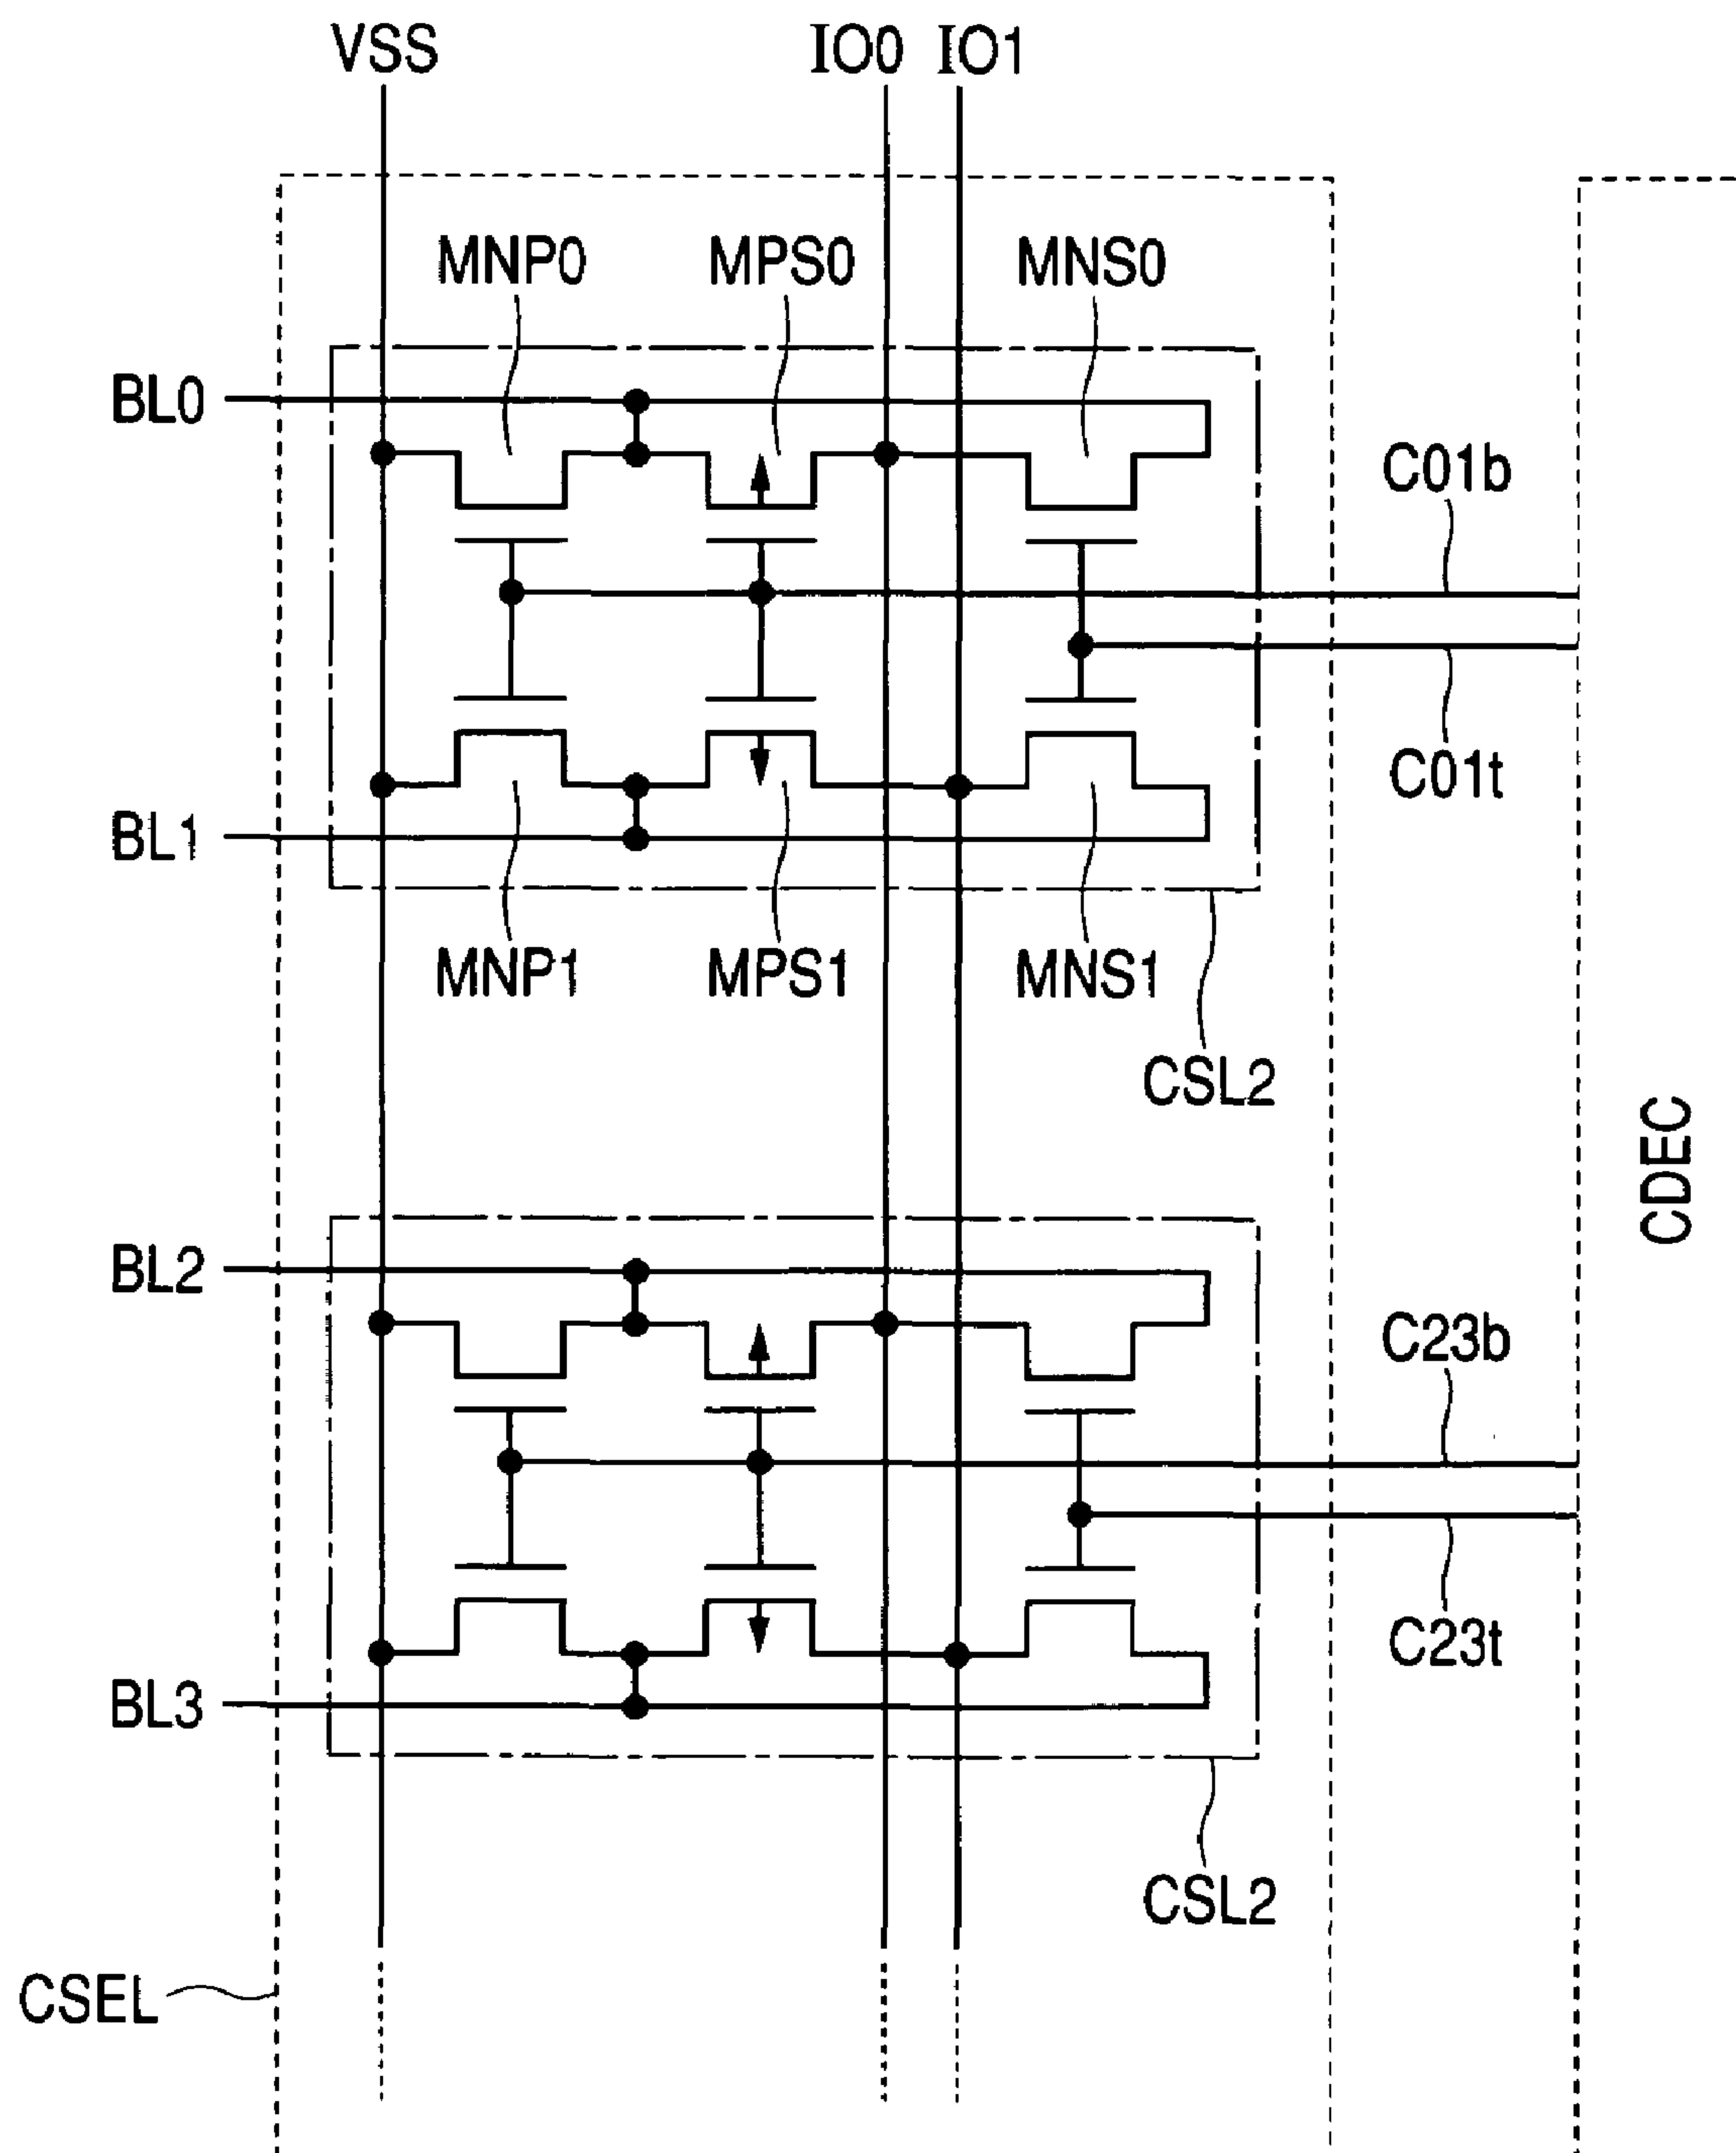 VSS IO0 IO1
MNP0 MPS0 MNS0
BL0
C01b
C01t
BL1
MNP1 MPS1 MNS1
CSL2
CDEC
BL2
C23b
C23t
BL3
CSL2
CSEL